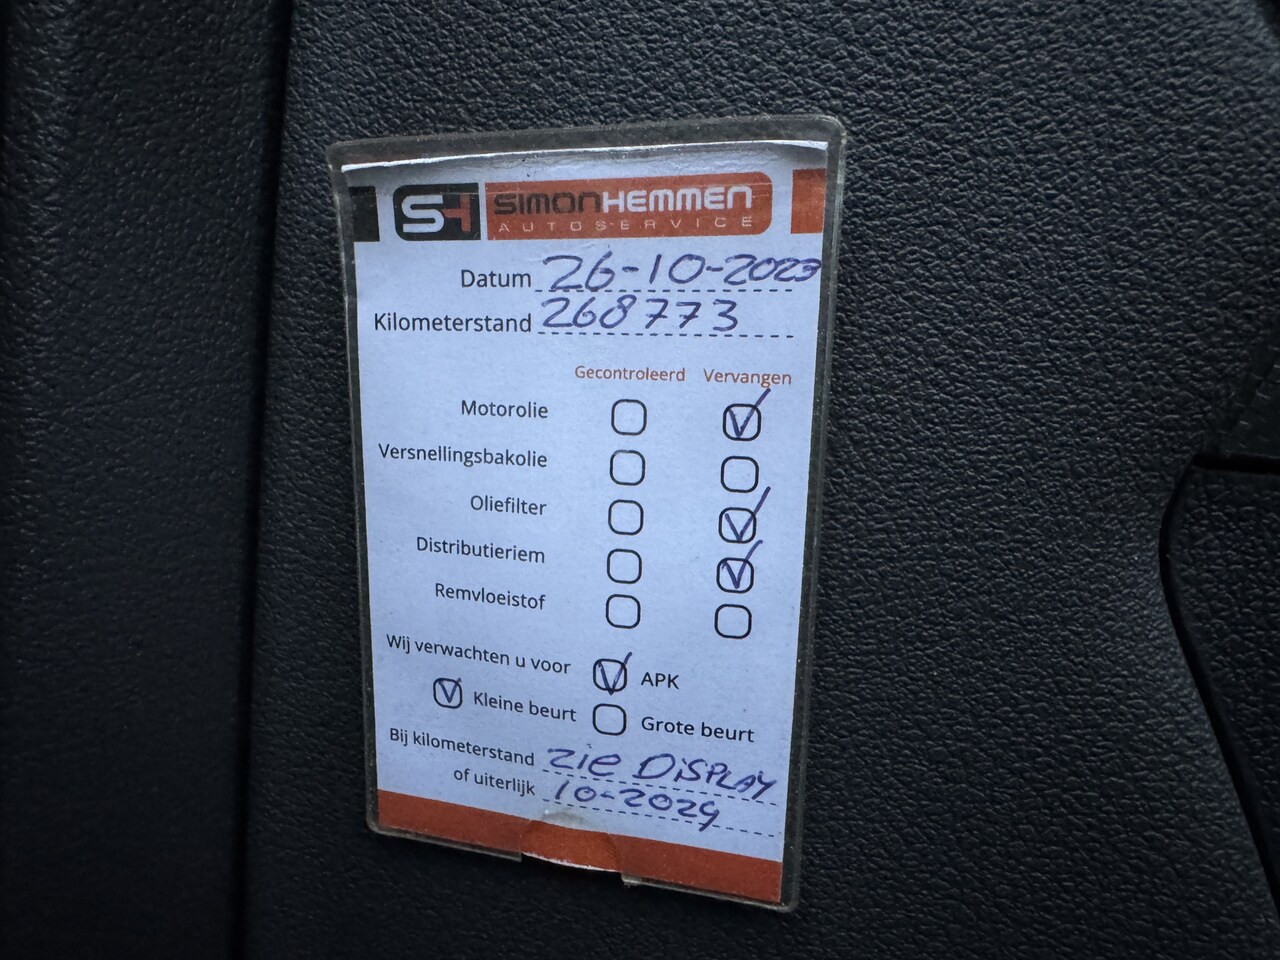 SH SIMONHEMMEN
AUTOSERVICE
Datum 26-10-2023
Kilometerstand 268773
Gecontroleerd Vervangen
Motorolie
Versnellingsbakolie
Oliefilter
Distributieriem
Remvloeistof
Wij verwachten u voor APK
Kleine beurt Grote beurt
Bij kilometerstand zie DiSPLAY
of uiterlijk 10-2024